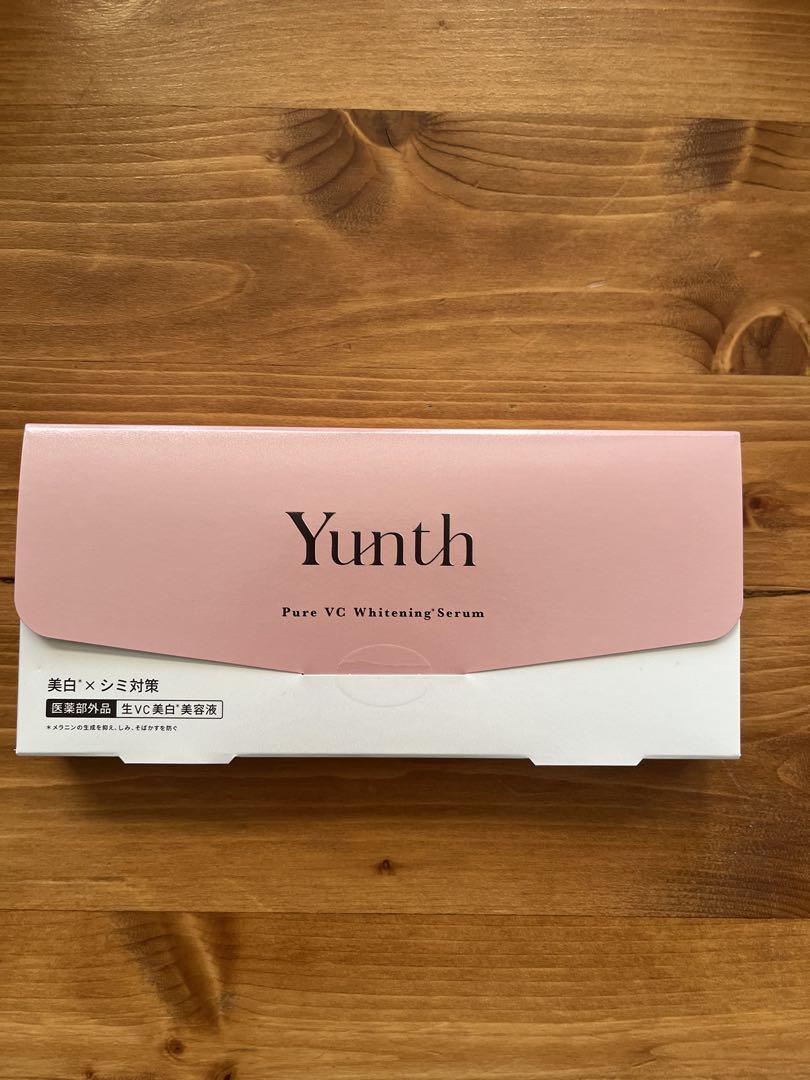 Yunth
Pure VC Whitening*Serum
美白*×シミ対策
医薬部外品 生VC美白*美容液
*メラニンの生成を抑え、しみ、そばかすを防ぐ